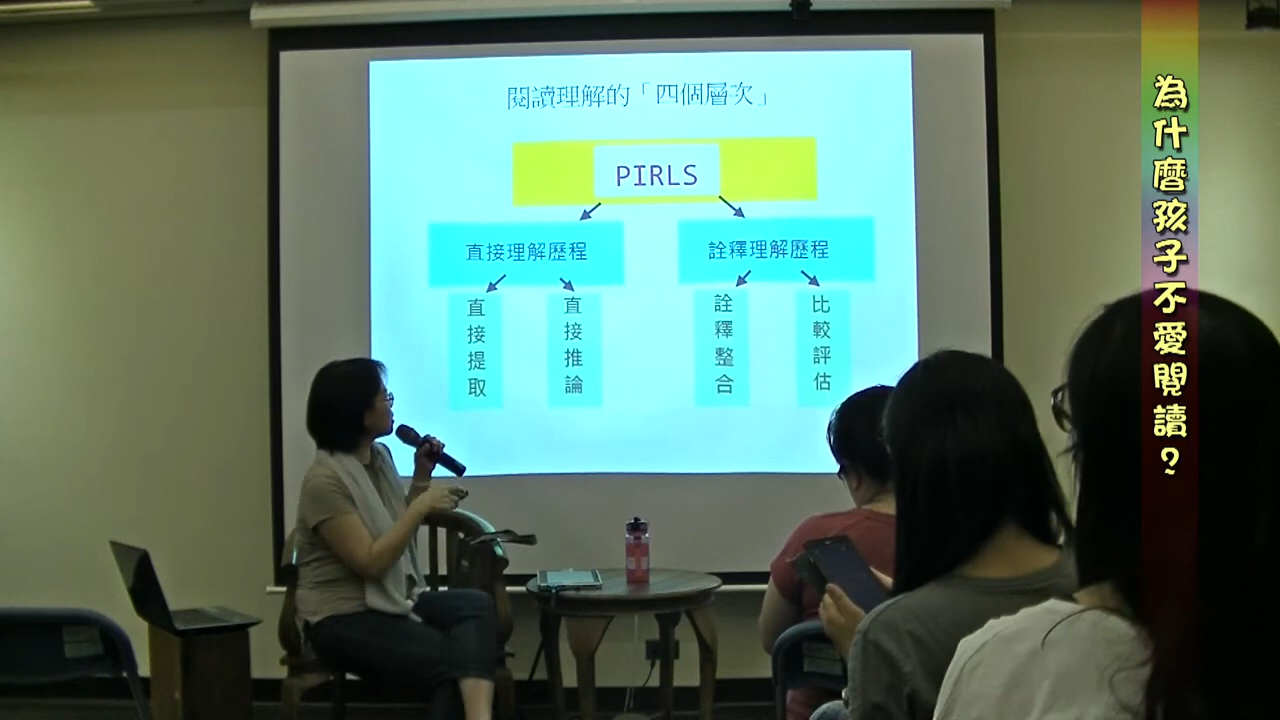 閱讀理解的「四個層次」
PIRLS
直接理解歷程
詮釋理解歷程
直接提取
直接推論
詮釋整合
比較評估
為什麼孩子不愛閱讀？